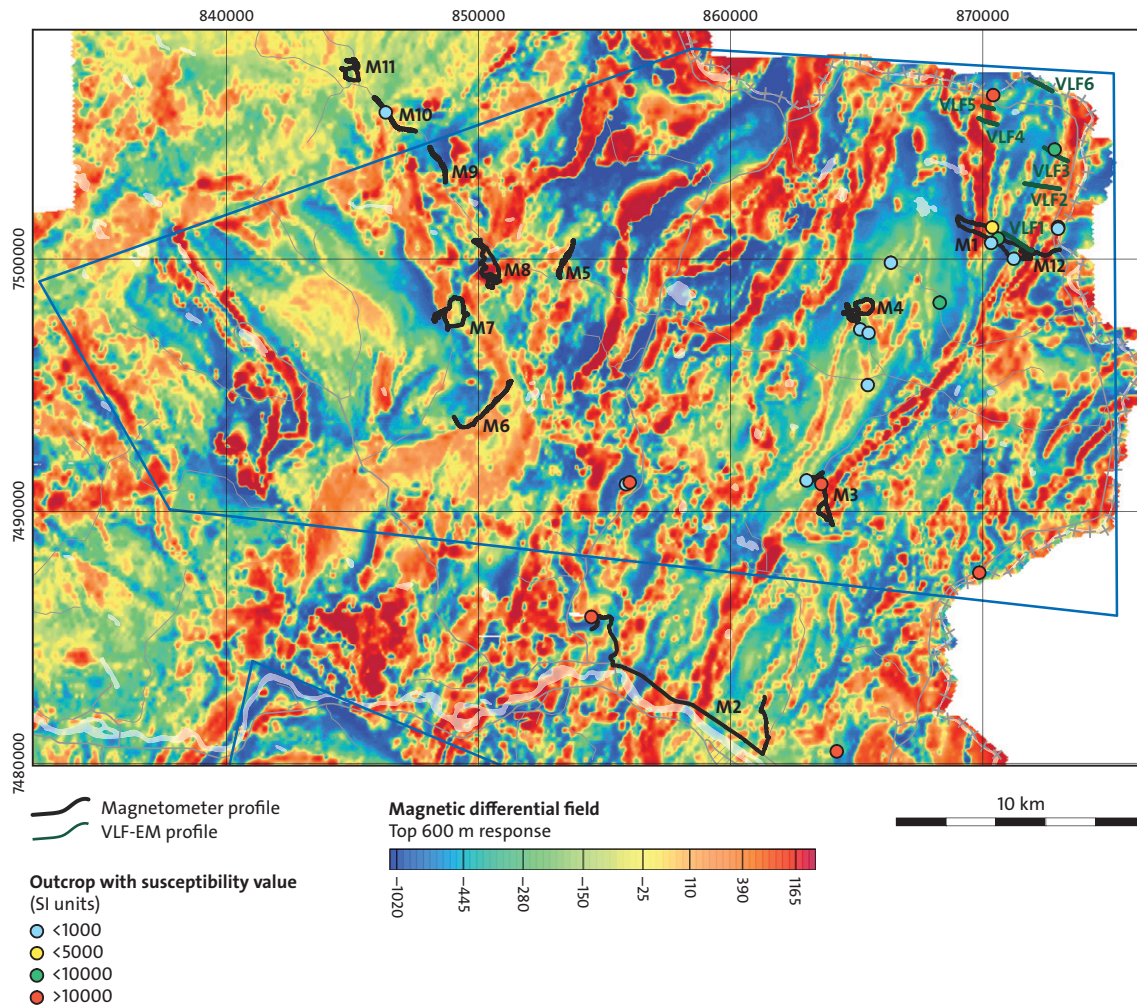 840000 850000 860000 870000
M11
VLF6
M10
VLF5
VLF4
M9
VLF3
VLF2
7500000
M1
VLF1
M8
M5
M12
M4
M7
M6
7490000
M3
M2
7480000
Magnetometer profile
VLF-EM profile
Outcrop with susceptibility value
(SI units)
<1000
<5000
<10000
>10000
Magnetic differential field
Top 600 m response
-1020 -445 -280 -150 -25 110 390 1165
10 km